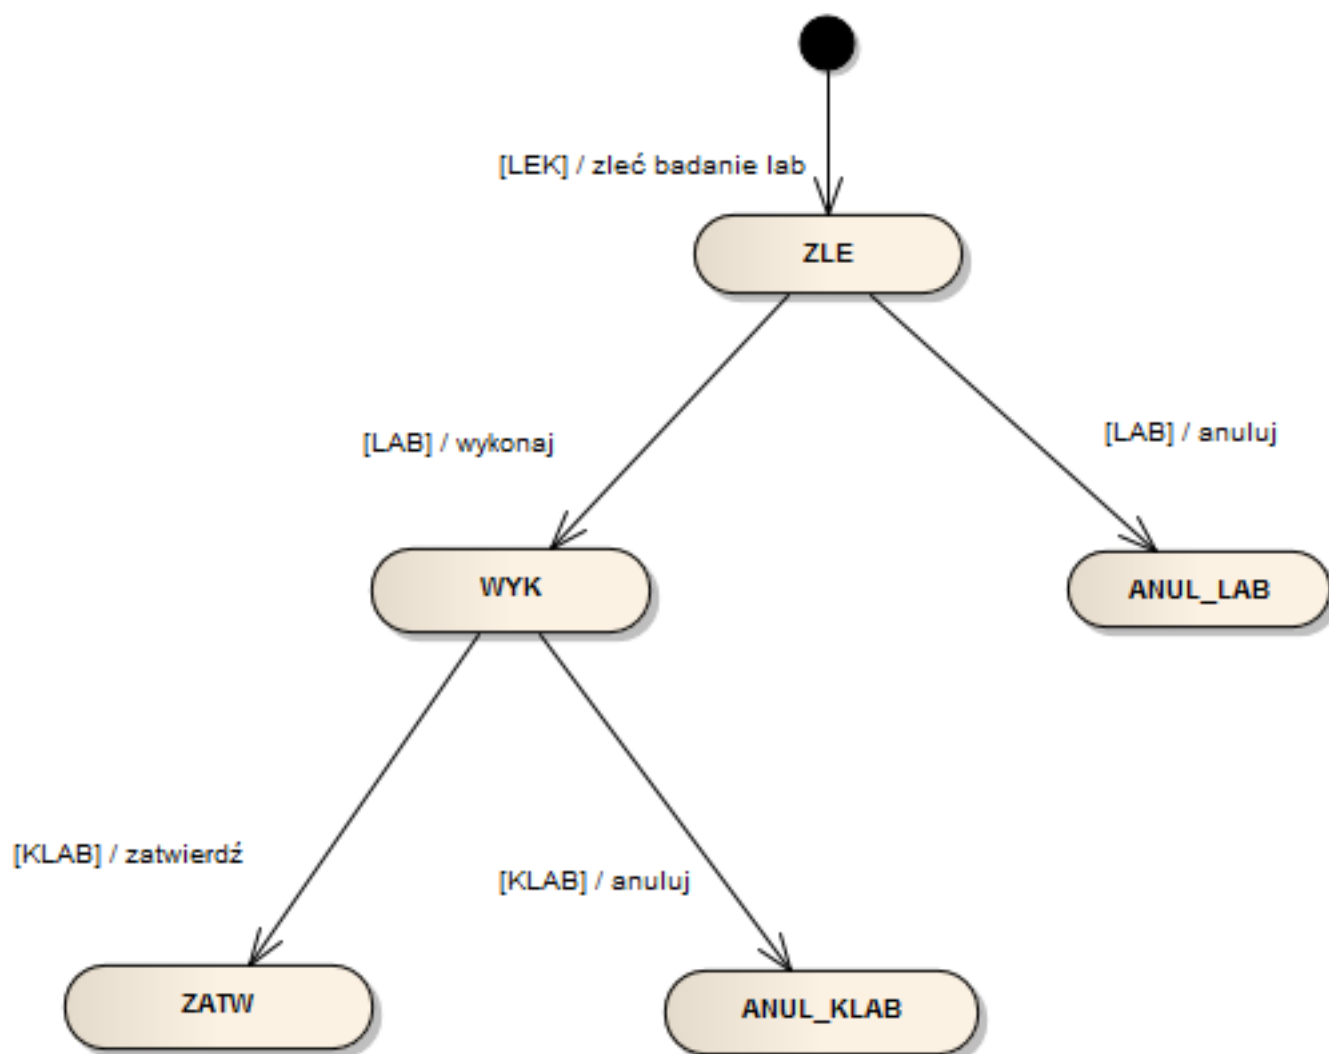 [LEK] / zleć badanie lab
ZLE
[LAB] / wykonaj
[LAB] / anuluj
WYK
ANUL_LAB
[KLAB] / zatwierdź
[KLAB] / anuluj
ZATW
ANUL_KLAB